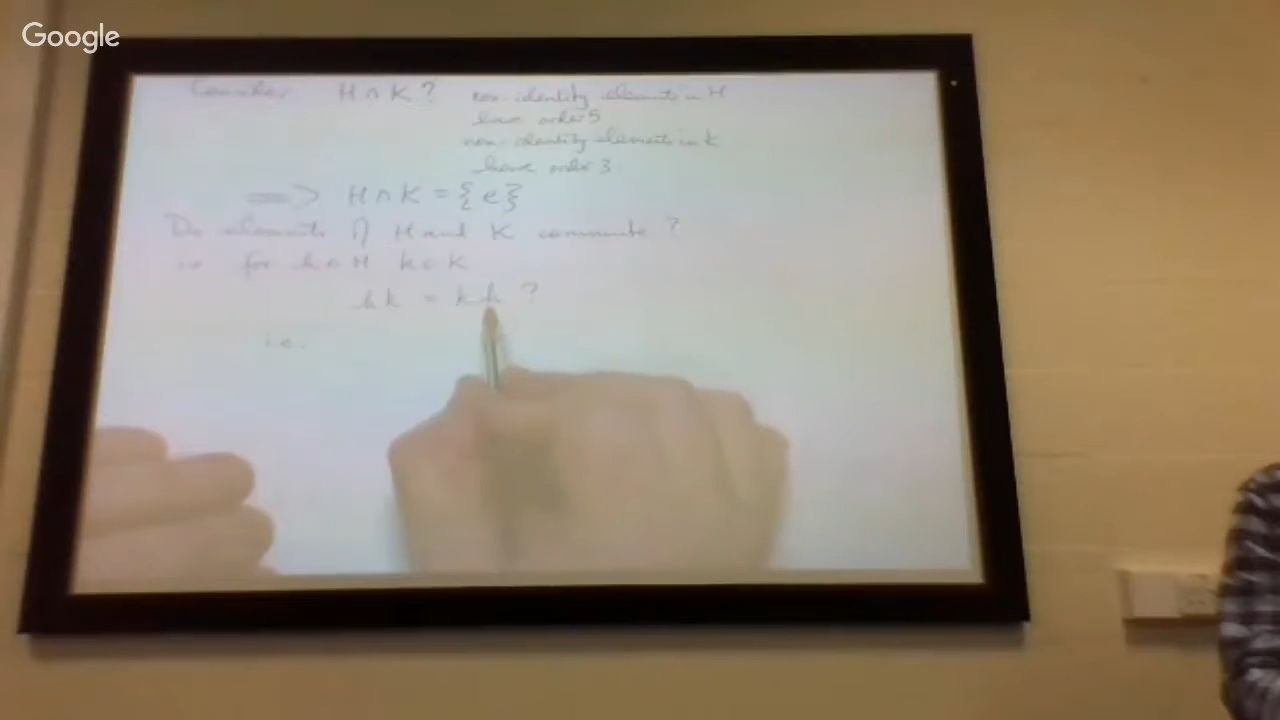 Google
Consider H ∩ K ? non-identity elements in H
have order 5
non-identity elements in K
have order 3.
=> H ∩ K = {e}
Do elements of H and K commute ?
for h ∈ H k ∈ K
hk = kh ?
i.e.